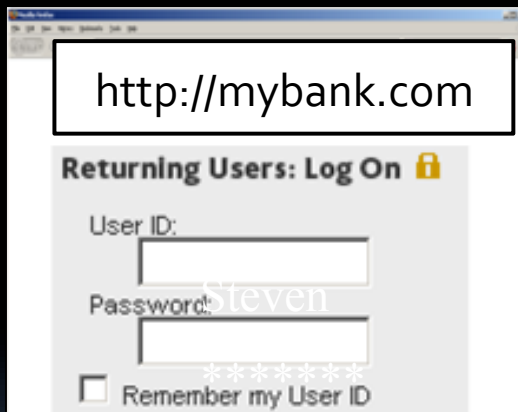 http://mybank.com
Returning Users: Log On
User ID:
Steven
Password:
*******
Remember my User ID